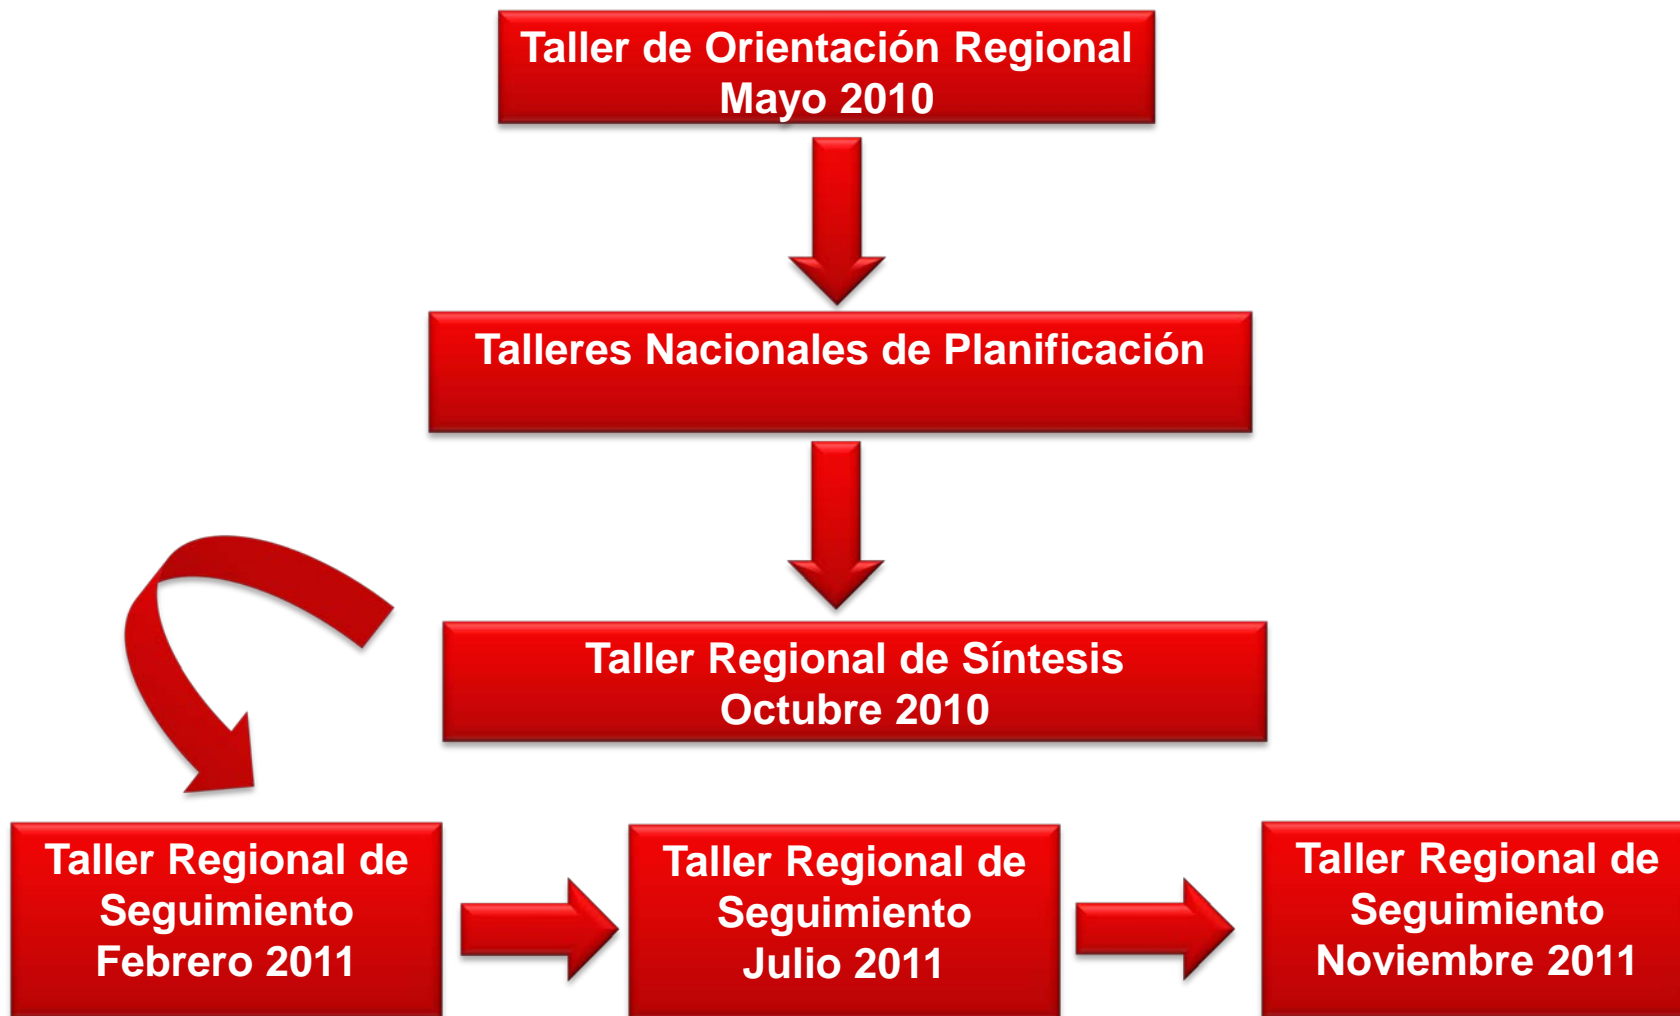 Taller de Orientación Regional
Mayo 2010
Talleres Nacionales de Planificación
Taller Regional de Síntesis
Octubre 2010
Taller Regional de
Seguimiento
Febrero 2011
Taller Regional de
Seguimiento
Julio 2011
Taller Regional de
Seguimiento
Noviembre 2011